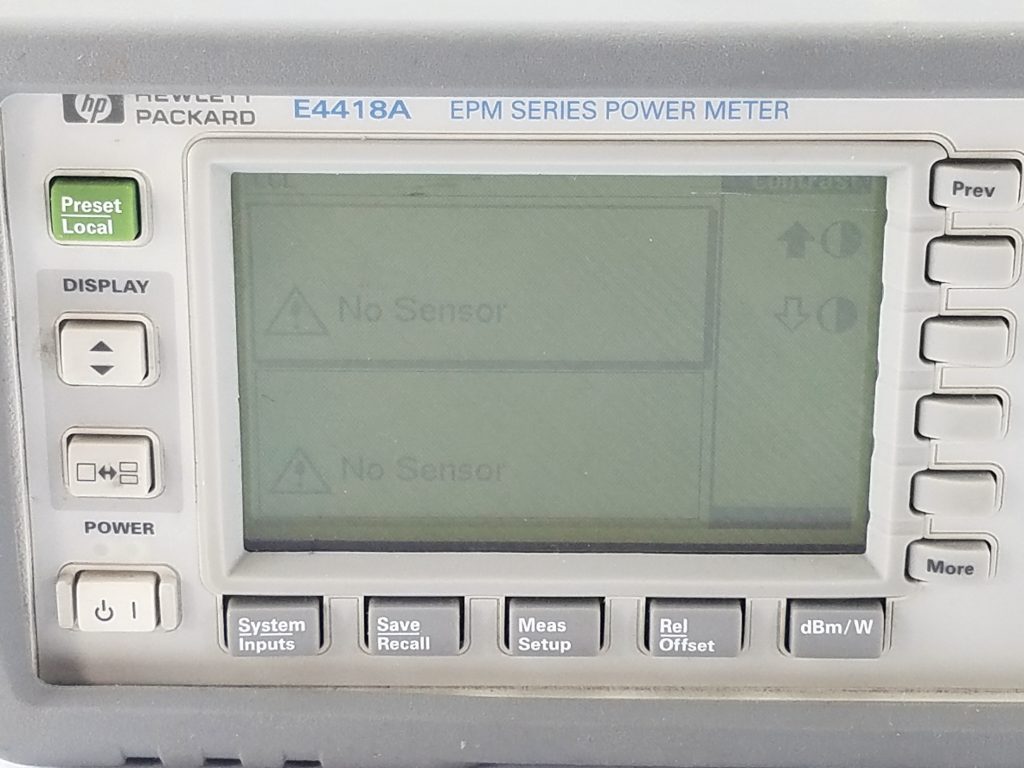 hp
HEWLETT
PACKARD
E4418A
EPM SERIES POWER METER
LCL
Contrast
Prev
Preset
Local
DISPLAY
No Sensor
No Sensor
POWER
More
System
Inputs
Save
Recall
Meas
Setup
Rel
Offset
dBm/W